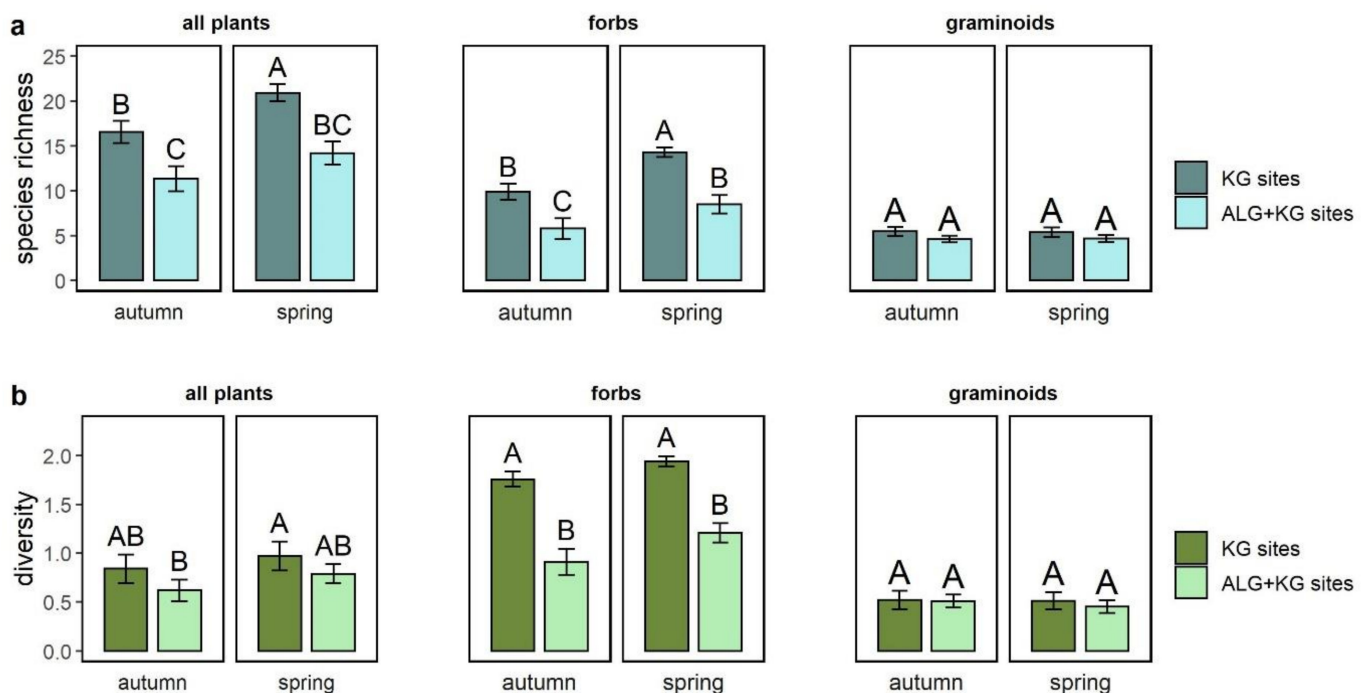 a
all plants
forbs
graminoids
species richness
25
20
15
10
5
0
B
C
A
BC
B
C
A
B
A
A
A
A
autumn
spring
autumn
spring
autumn
spring
KG sites
ALG+KG sites
b
all plants
forbs
graminoids
diversity
2.0
1.5
1.0
0.5
0.0
AB
B
A
AB
A
B
A
B
A
A
A
A
autumn
spring
autumn
spring
autumn
spring
KG sites
ALG+KG sites